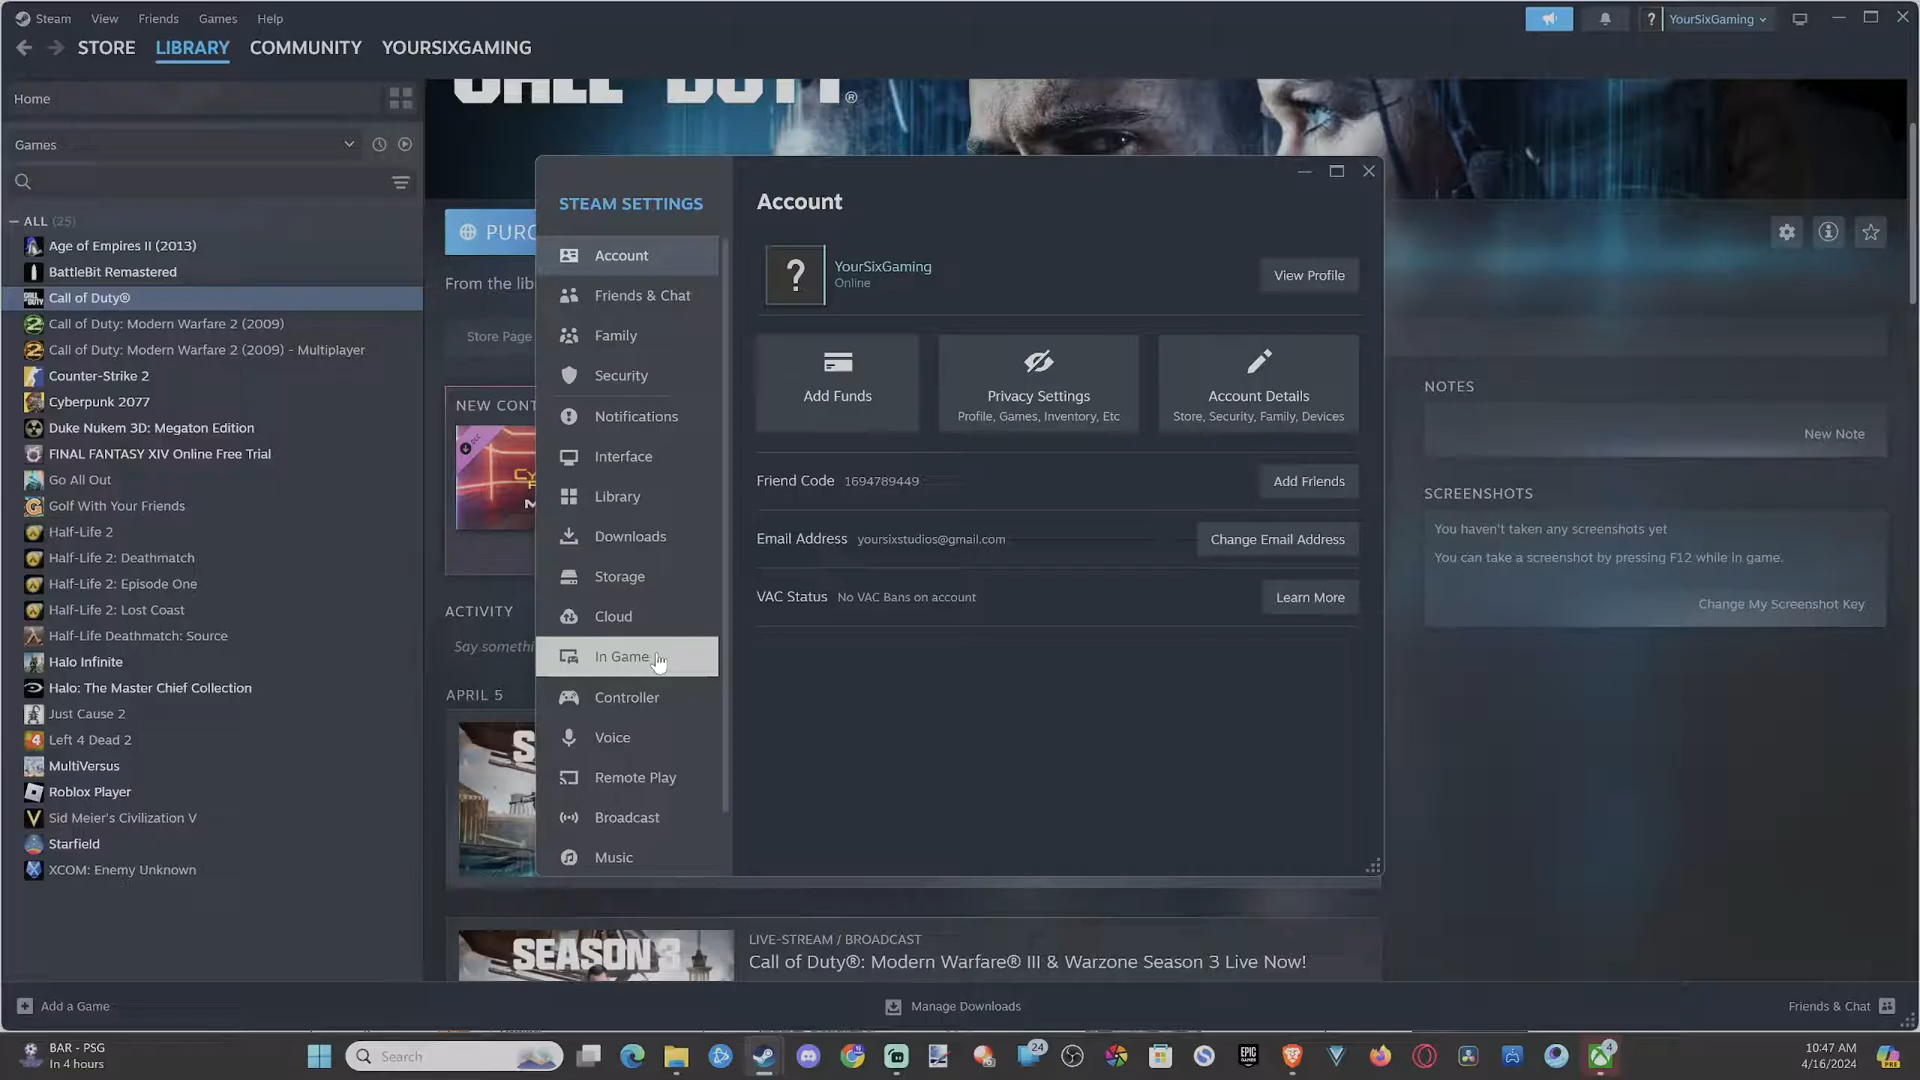 Steam View Friends Games Help
YourSixGaming
STORE LIBRARY COMMUNITY YOURSIXGAMING
Home
Games
ALL (25)
Age of Empires II (2013)
BattleBit Remastered
Call of Duty®
Call of Duty: Modern Warfare 2 (2009)
Call of Duty: Modern Warfare 2 (2009) - Multiplayer
Counter-Strike 2
Cyberpunk 2077
Duke Nukem 3D: Megaton Edition
FINAL FANTASY XIV Online Free Trial
Go All Out
Golf With Your Friends
Half-Life 2
Half-Life 2: Deathmatch
Half-Life 2: Episode One
Half-Life 2: Lost Coast
Half-Life Deathmatch: Source
Halo Infinite
Halo: The Master Chief Collection
Just Cause 2
Left 4 Dead 2
MultiVersus
Roblox Player
Sid Meier's Civilization V
Starfield
XCOM: Enemy Unknown
CALL OF DUTY®
PURC
From the lib
Store Page
NEW CONT
ACTIVITY
Say somethi
APRIL 5
STEAM SETTINGS
Account
Friends & Chat
Family
Security
Notifications
Interface
Library
Downloads
Storage
Cloud
In Game
Controller
Voice
Remote Play
Broadcast
Music
Account
?
YourSixGaming
Online
View Profile
Add Funds
Privacy Settings
Profile, Games, Inventory, Etc
Account Details
Store, Security, Family, Devices
Friend Code 1694789449
Add Friends
Email Address yoursixstudios@gmail.com
Change Email Address
VAC Status No VAC Bans on account
Learn More
NOTES
New Note
SCREENSHOTS
You haven't taken any screenshots yet
You can take a screenshot by pressing F12 while in game.
Change My Screenshot Key
SEASON 3
LIVE-STREAM / BROADCAST
Call of Duty®: Modern Warfare® III & Warzone Season 3 Live Now!
Add a Game
Manage Downloads
Friends & Chat
BAR - PSG
In 4 hours
Search
24
EPIC
GAMES
4
10:47 AM
4/16/2024
PRE